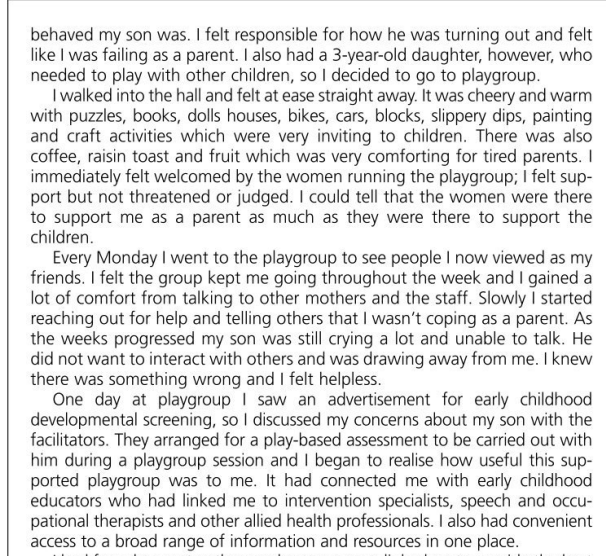 behaved my son was. I felt responsible for how he was turning out and felt
like I was failing as a parent. I also had a 3-year-old daughter, however, who
needed to play with other children, so I decided to go to playgroup.
I walked into the hall and felt at ease straight away. It was cheery and warm
with puzzles, books, dolls houses, bikes, cars, blocks, slippery dips, painting
and craft activities which were very inviting to children. There was also
coffee, raisin toast and fruit which was very comforting for tired parents. I
immediately felt welcomed by the women running the playgroup; I felt sup-
port but not threatened or judged. I could tell that the women were there
to support me as a parent as much as they were there to support the
children.
Every Monday I went to the playgroup to see people I now viewed as my
friends. I felt the group kept me going throughout the week and I gained a
lot of comfort from talking to other mothers and the staff. Slowly I started
reaching out for help and telling others that I wasn't coping as a parent. As
the weeks progressed my son was still crying a lot and unable to talk. He
did not want to interact with others and was drawing away from me. I knew
there was something wrong and I felt helpless.
One day at playgroup I saw an advertisement for early childhood
developmental screening, so I discussed my concerns about my son with the
facilitators. They arranged for a play-based assessment to be carried out with
him during a playgroup session and I began to realise how useful this sup-
ported playgroup was to me. It had connected me with early childhood
educators who had linked me to intervention specialists, speech and occu-
pational therapists and other allied health professionals. I also had convenient
access to a broad range of information and resources in one place.